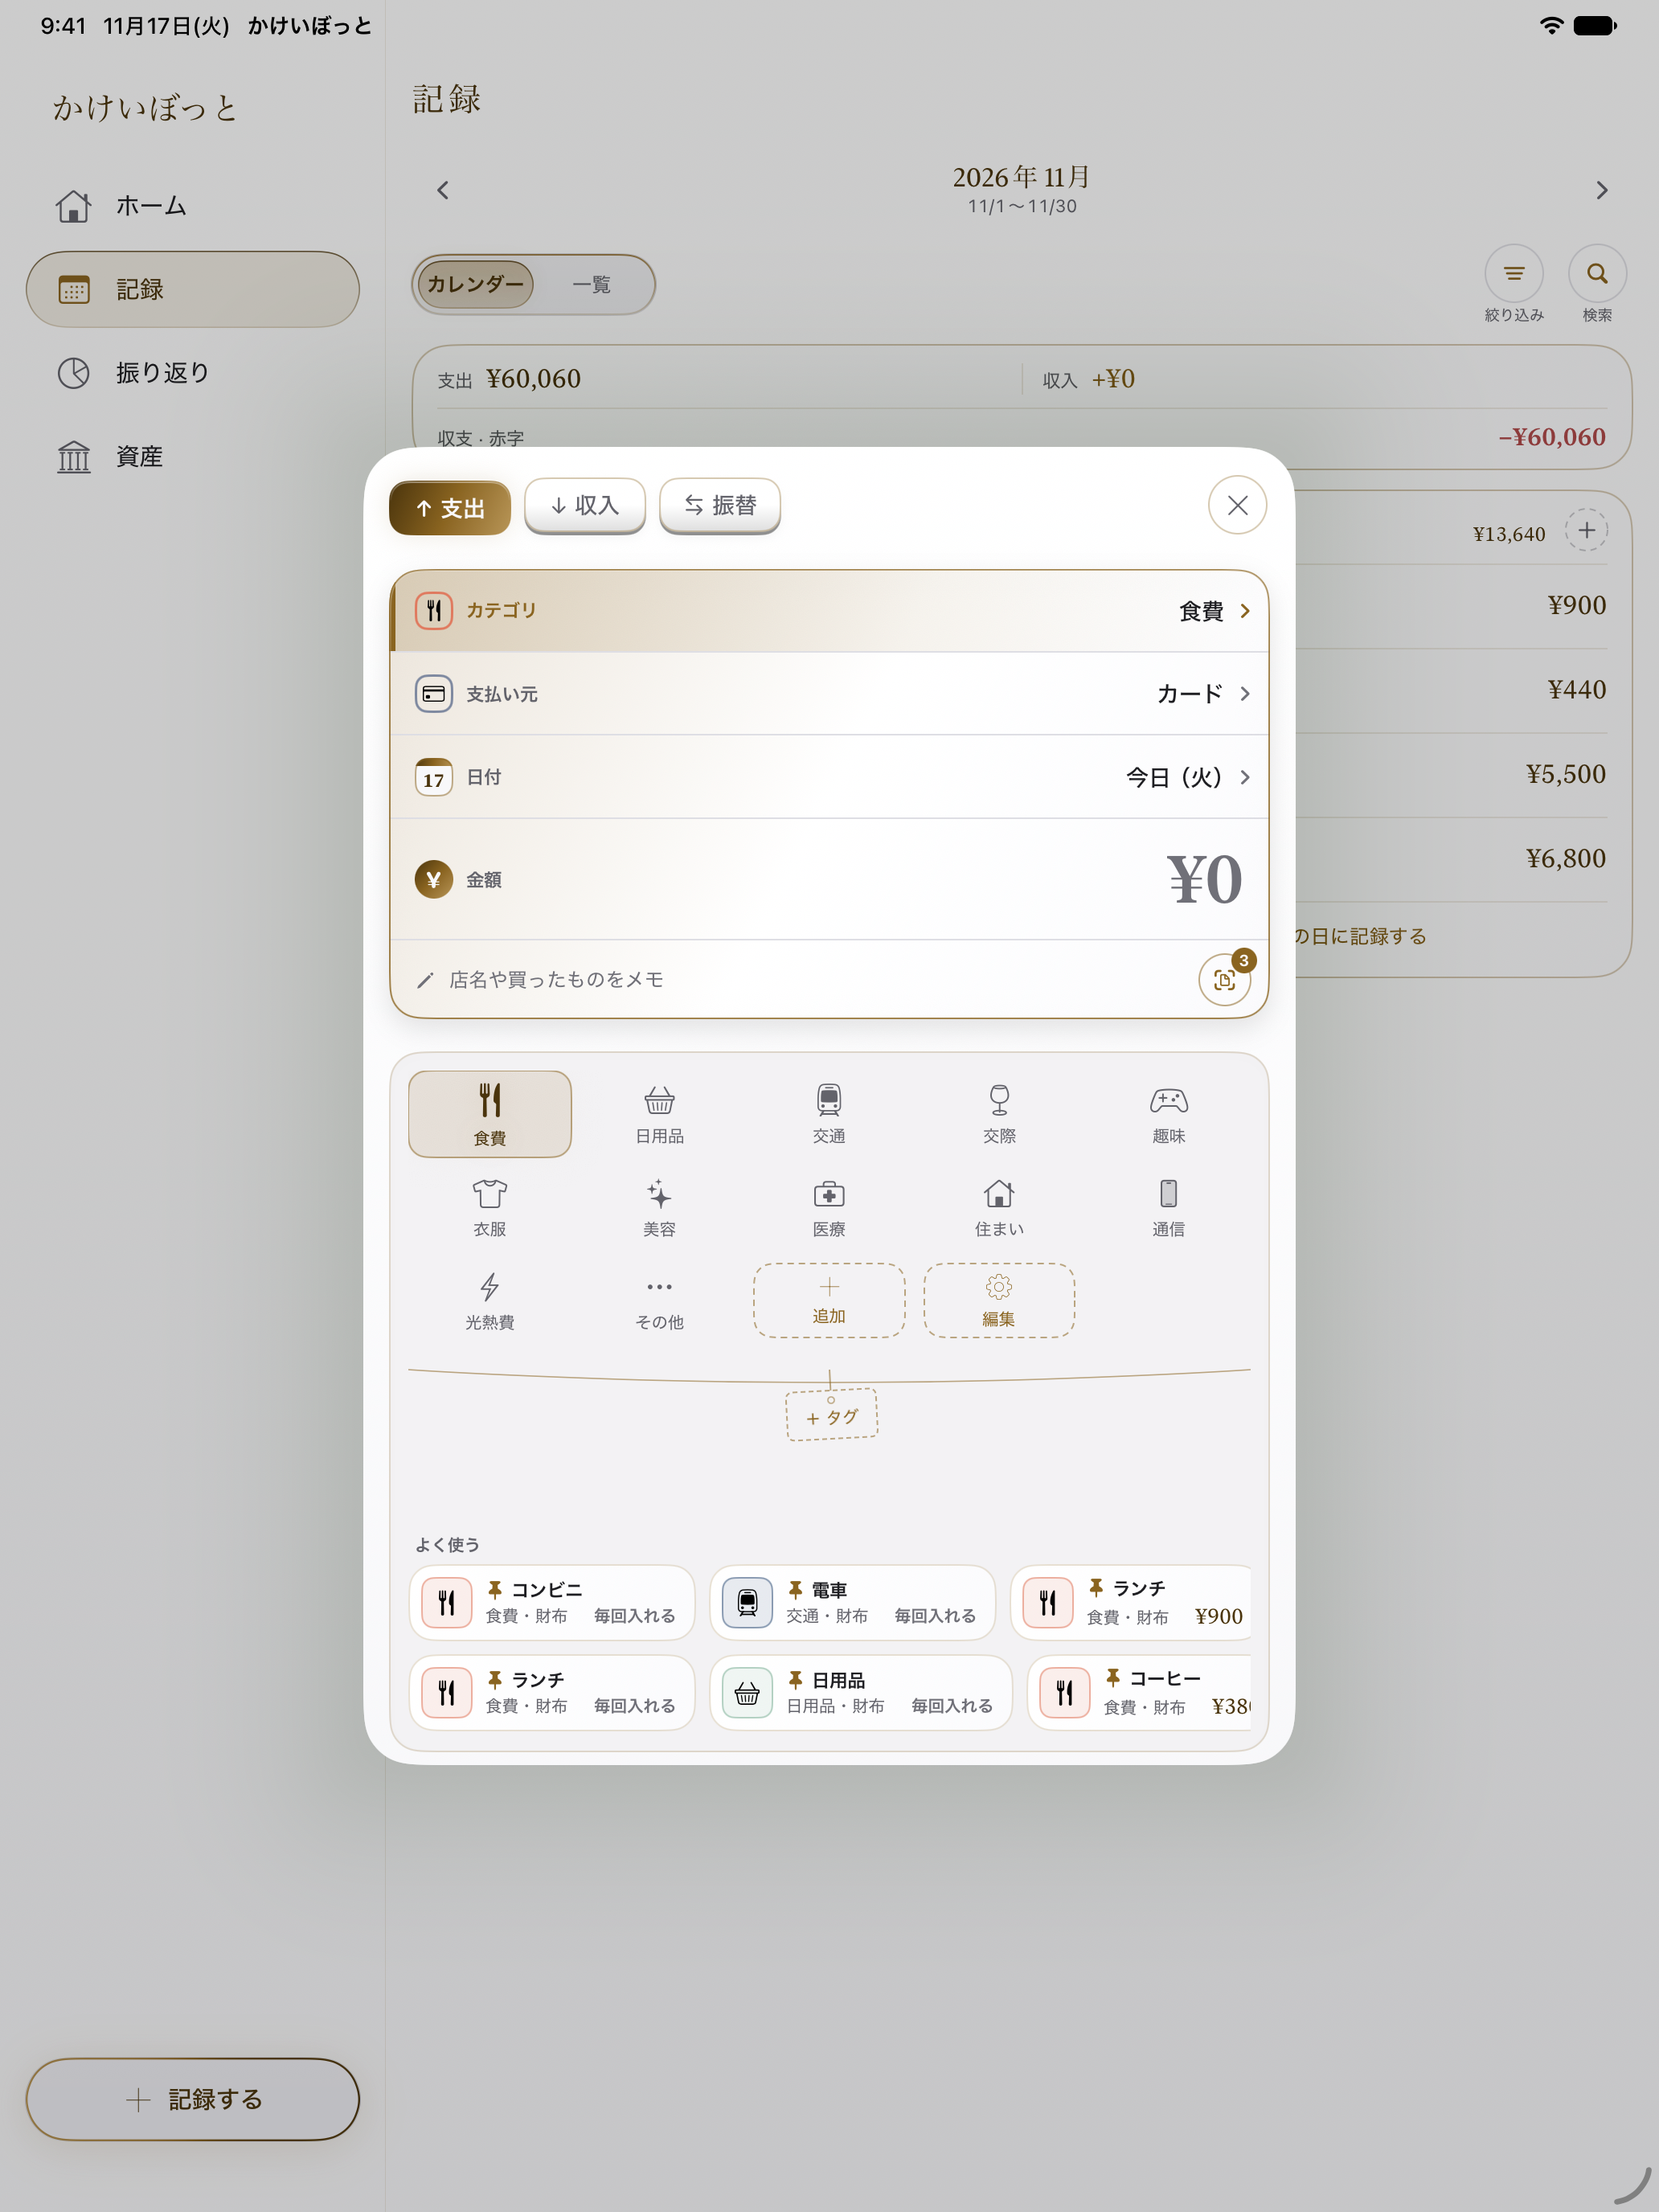 9:41 11月17日(火) かけいぼっと
かけいぼっと
ホーム
記録
振り返り
資産
記録する
記録
2026年 11月
11/1〜11/30
カレンダー 一覧
絞り込み 検索
支出 ¥60,060 収入 +¥0
収支 · 赤字 −¥60,060
¥13,640
¥900
¥440
¥5,500
¥6,800
の日に記録する
↑ 支出 ↓ 収入 ⇆ 振替
カテゴリ 食費
支払い元 カード
17 日付 今日（火）
¥ 金額 ¥0
店名や買ったものをメモ 3
食費 日用品 交通 交際 趣味
衣服 美容 医療 住まい 通信
光熱費 その他 追加 編集
+ タグ
よく使う
コンビニ 電車 ランチ
食費・財布 毎回入れる 交通・財布 毎回入れる 食費・財布 ¥900
ランチ 日用品 コーヒー
食費・財布 毎回入れる 日用品・財布 毎回入れる 食費・財布